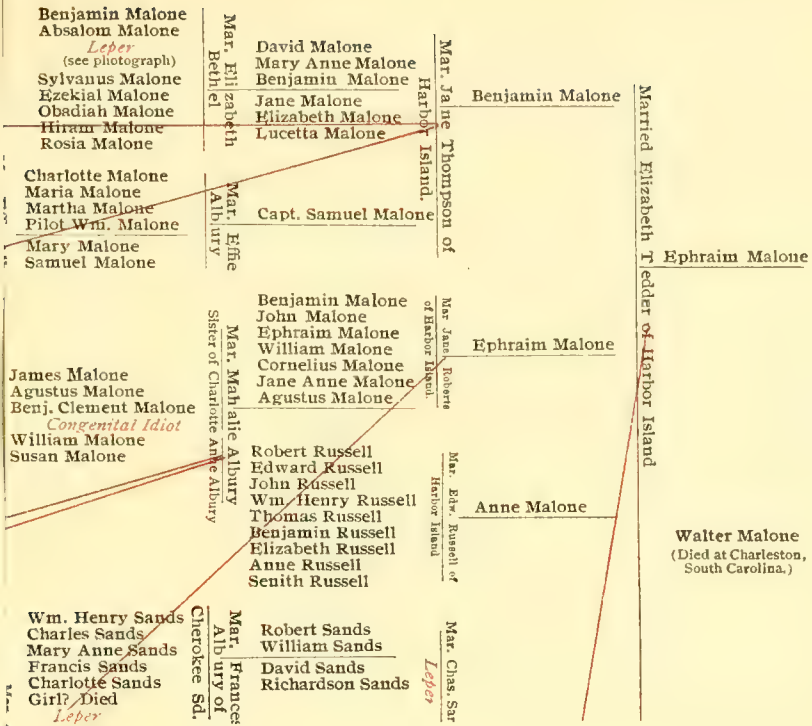 Benjamin Malone
Absalom Malone
Leper
(see photograph)
Sylvanus Malone
Ezekial Malone
Obadiah Malone
Hiram Malone
Rosia Malone
Mar. Elizabeth
Bethel
David Malone
Mary Anne Malone
Benjamin Malone
Jane Malone
Elizabeth Malone
Lucetta Malone
Mar. Jane Thompson of
Harbor Island.
Benjamin Malone
Married Elizabeth Tedder of Harbor Island
Ephraim Malone
Charlotte Malone
Maria Malone
Martha Malone
Pilot Wm. Malone
Mary Malone
Samuel Malone
Mar. Effie
Albury
Capt. Samuel Malone
James Malone
Agustus Malone
Benj. Clement Malone
Congenital Idiot
William Malone
Susan Malone
Mar. Mahalie Albury
Sister of Charlotte Anne Albury
Benjamin Malone
John Malone
Ephraim Malone
William Malone
Cornelius Malone
Jane Anne Malone
Agustus Malone
Mar Jane Roberts
of Harbor Island.
Ephraim Malone
Robert Russell
Edward Russell
John Russell
Wm. Henry Russell
Thomas Russell
Benjamin Russell
Elizabeth Russell
Anne Russell
Senith Russell
Mar. Edw. Russell of
Harbor Island
Anne Malone
Walter Malone
(Died at Charleston,
South Carolina.)
Wm. Henry Sands
Charles Sands
Mary Anne Sands
Francis Sands
Charlotte Sands
Girl? Died
Leper
Mar. Frances
Albury of
Cherokee Sd.
Robert Sands
William Sands
David Sands
Richardson Sands
Mar. Chas. Sar
Leper